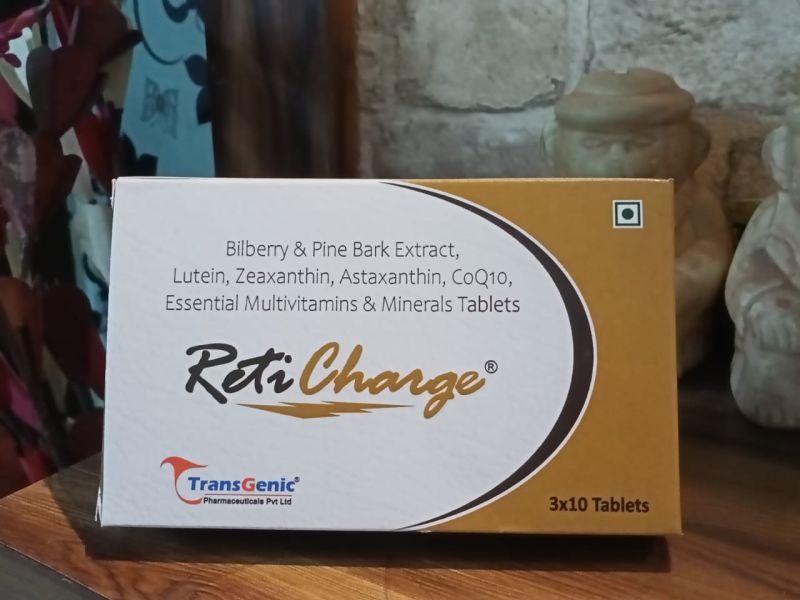 Bilberry & Pine Bark Extract,
Lutein, Zeaxanthin, Astaxanthin, CoQ10,
Essential Multivitamins & Minerals Tablets
Reti Charge®
TransGenic®
Pharmaceuticals Pvt Ltd
3x10 Tablets